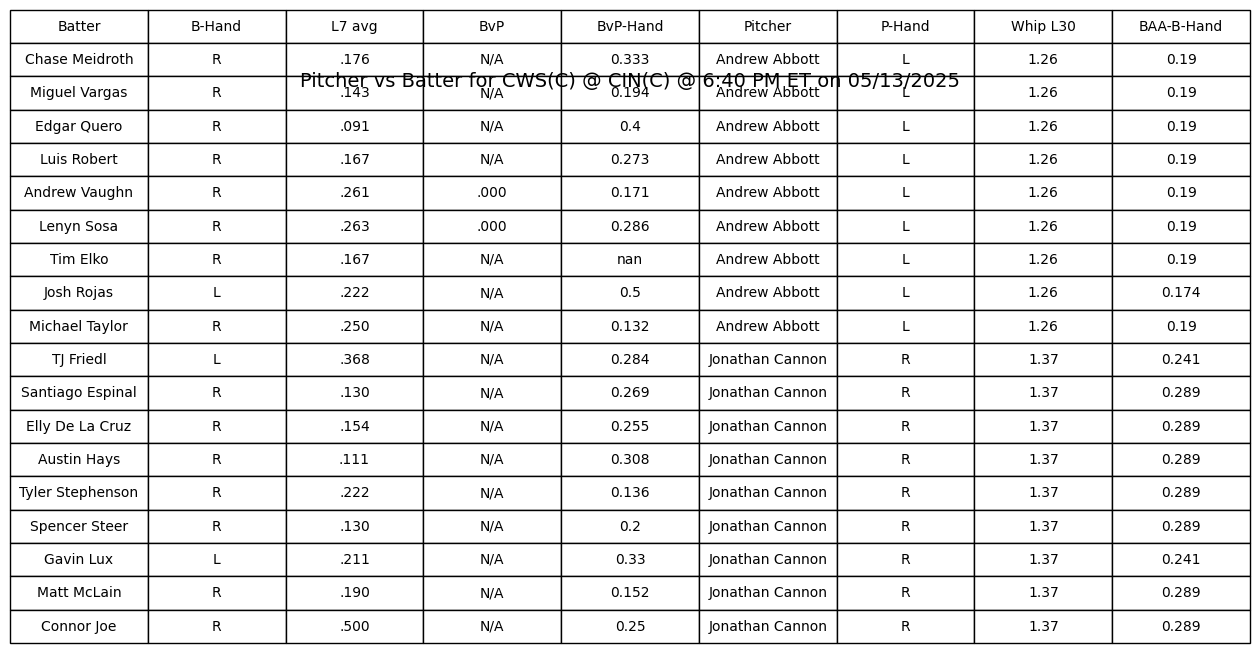 Batter B-Hand L7 avg BvP BvP-Hand Pitcher P-Hand Whip L30 BAA-B-Hand
Chase Meidroth R .176 N/A 0.333 Andrew Abbott L 1.26 0.19
Pitcher vs Batter for CWS(C) @ CIN(C) @ 6:40 PM ET on 05/13/2025
Miguel Vargas R .143 N/A 0.194 Andrew Abbott L 1.26 0.19
Edgar Quero R .091 N/A 0.4 Andrew Abbott L 1.26 0.19
Luis Robert R .167 N/A 0.273 Andrew Abbott L 1.26 0.19
Andrew Vaughn R .261 .000 0.171 Andrew Abbott L 1.26 0.19
Lenyn Sosa R .263 .000 0.286 Andrew Abbott L 1.26 0.19
Tim Elko R .167 N/A nan Andrew Abbott L 1.26 0.19
Josh Rojas L .222 N/A 0.5 Andrew Abbott L 1.26 0.174
Michael Taylor R .250 N/A 0.132 Andrew Abbott L 1.26 0.19
TJ Friedl L .368 N/A 0.284 Jonathan Cannon R 1.37 0.241
Santiago Espinal R .130 N/A 0.269 Jonathan Cannon R 1.37 0.289
Elly De La Cruz R .154 N/A 0.255 Jonathan Cannon R 1.37 0.289
Austin Hays R .111 N/A 0.308 Jonathan Cannon R 1.37 0.289
Tyler Stephenson R .222 N/A 0.136 Jonathan Cannon R 1.37 0.289
Spencer Steer R .130 N/A 0.2 Jonathan Cannon R 1.37 0.289
Gavin Lux L .211 N/A 0.33 Jonathan Cannon R 1.37 0.241
Matt McLain R .190 N/A 0.152 Jonathan Cannon R 1.37 0.289
Connor Joe R .500 N/A 0.25 Jonathan Cannon R 1.37 0.289